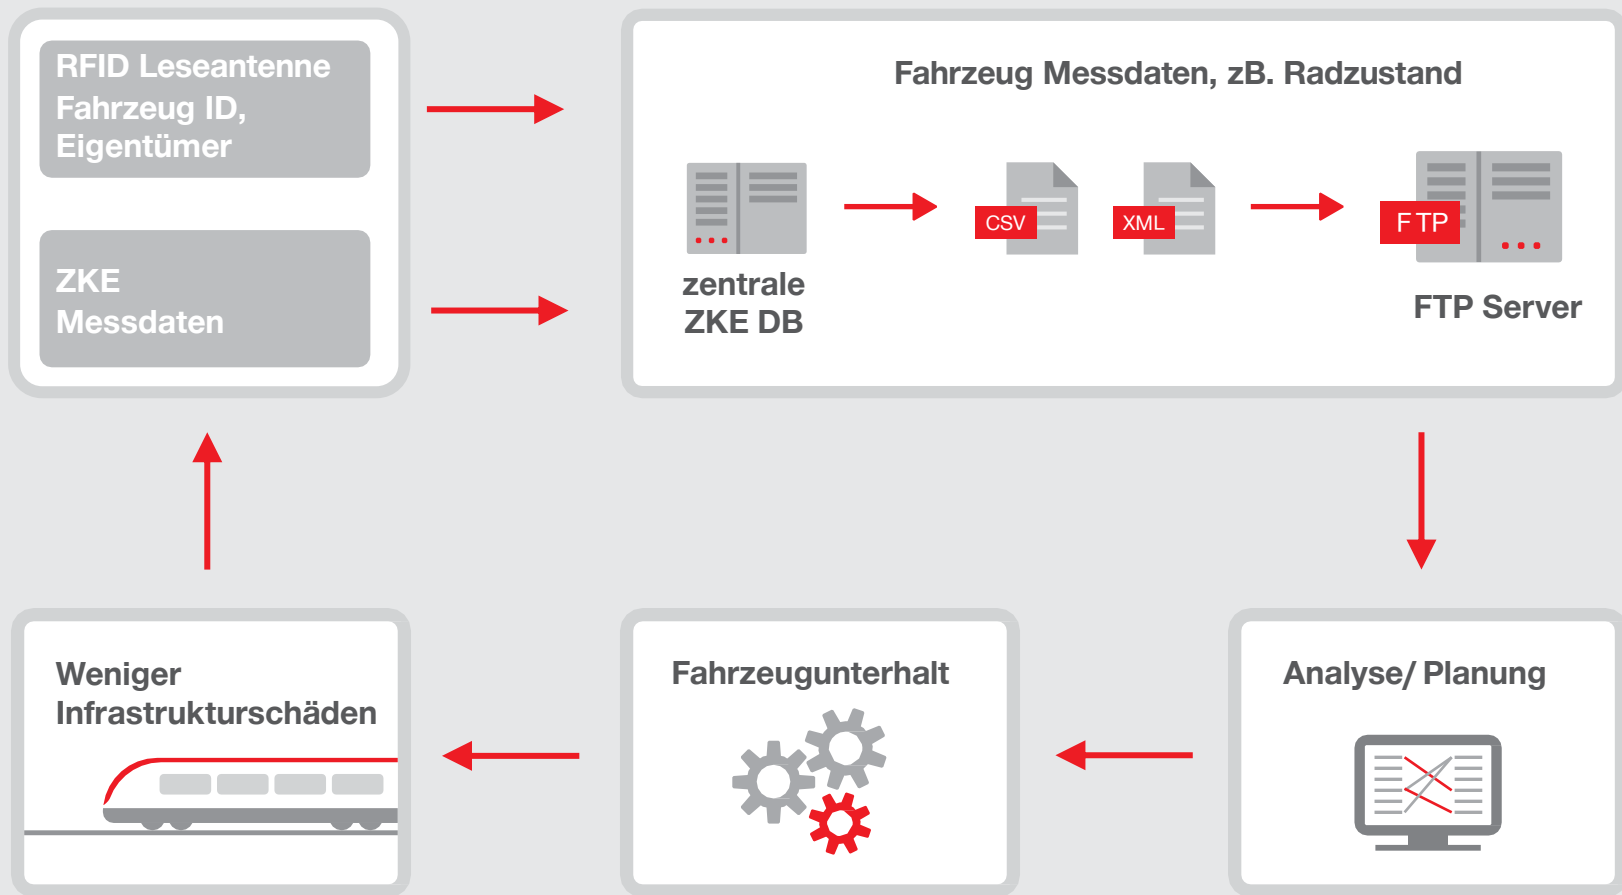 RFID Leseantenne
Fahrzeug ID,
Eigentümer
ZKE
Messdaten
Fahrzeug Messdaten, zB. Radzustand
CSV
XML
FTP
zentrale
ZKE DB
FTP Server
Weniger
Infrastrukturschäden
Fahrzeugunterhalt
Analyse/ Planung